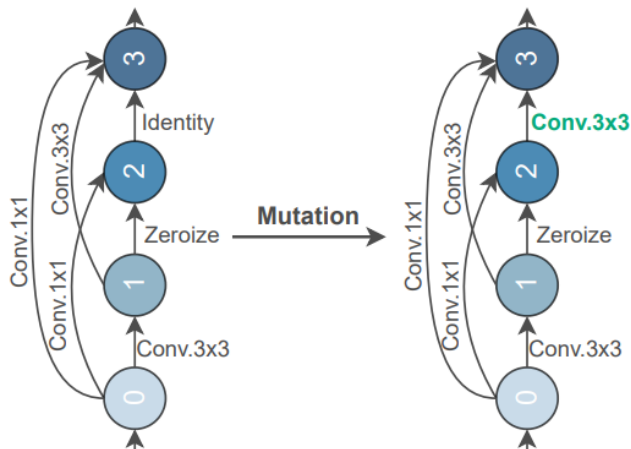 3
Identity
Conv.3x3
Conv.1x1
2
Zeroize
Conv.1x1
1
Conv.3x3
0
Mutation
3
Conv.3x3
Conv.3x3
Conv.1x1
2
Zeroize
Conv.1x1
1
Conv.3x3
0